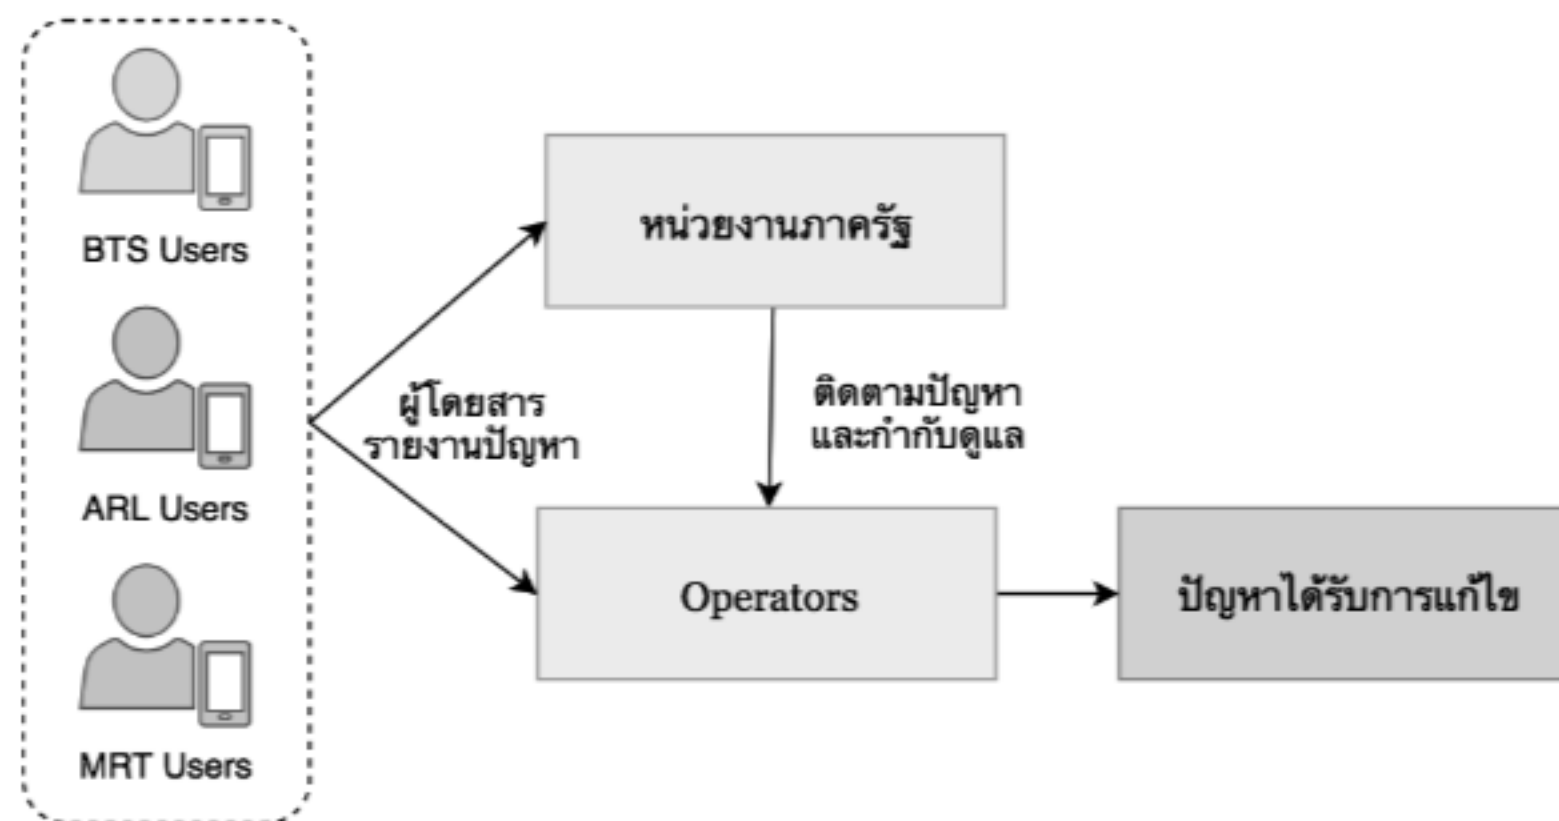 BTS Users
ARL Users
MRT Users
ผู้โดยสาร
รายงานปัญหา
หน่วยงานภาครัฐ
ติดตามปัญหา
และกำกับดูแล
Operators
ปัญหาได้รับการแก้ไข